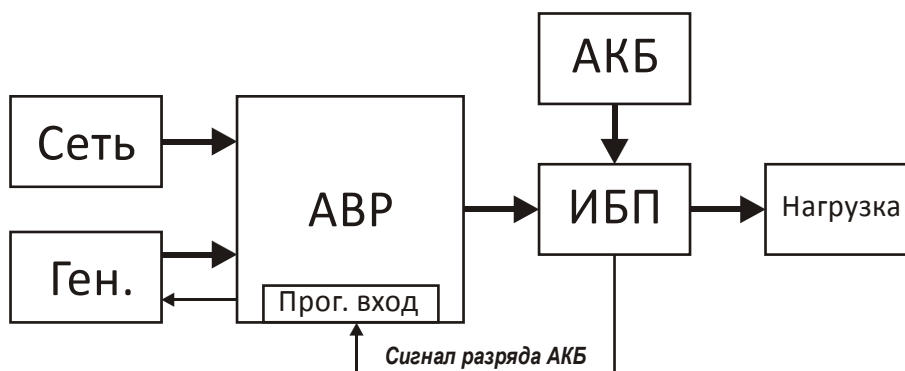 АКБ
Сеть
АВР
ИБП
Нагрузка
Ген.
Прог. вход
Сигнал разряда АКБ